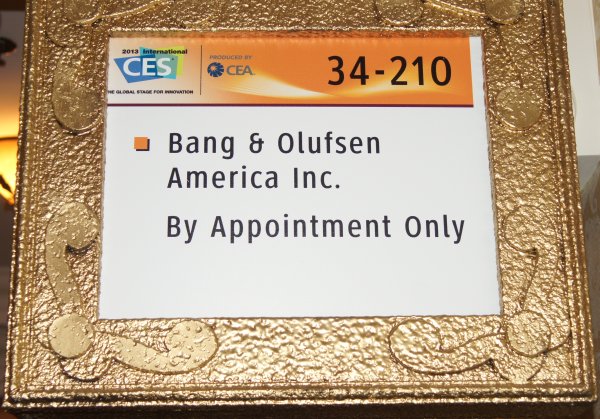 2013 International
CES
THE GLOBAL STAGE FOR INNOVATION
PRODUCED BY
CEA
34-210
Bang & Olufsen
America Inc.
By Appointment Only